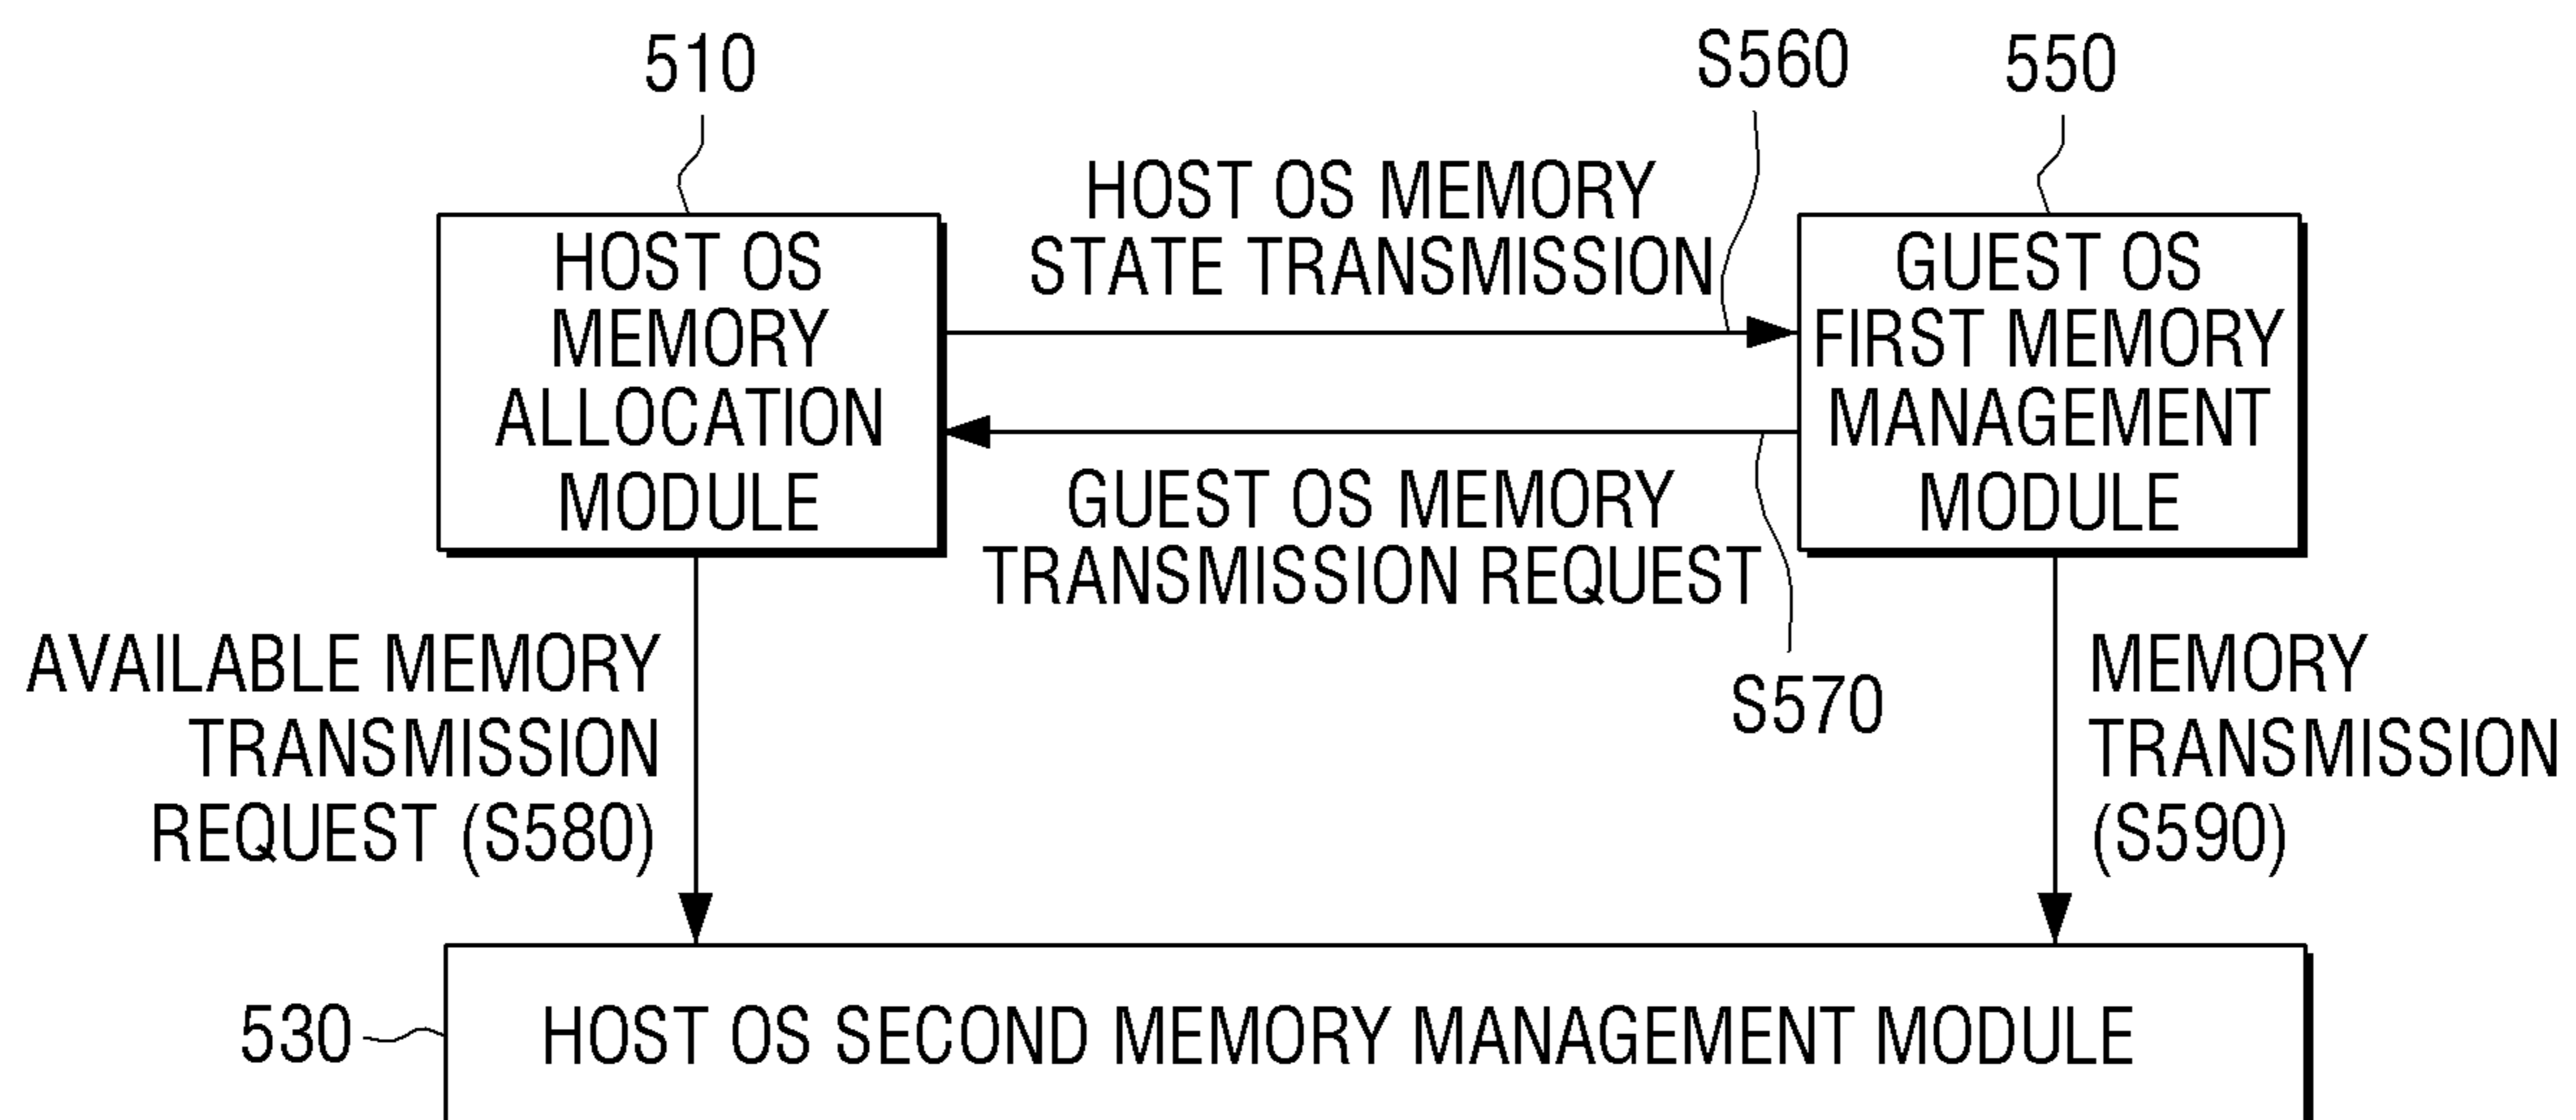 510
S560
550
HOST OS MEMORY
STATE TRANSMISSION
HOST OS
MEMORY
ALLOCATION
MODULE
GUEST OS
FIRST MEMORY
MANAGEMENT
MODULE
GUEST OS MEMORY
TRANSMISSION REQUEST
S570
AVAILABLE MEMORY
TRANSMISSION
REQUEST (S580)
MEMORY
TRANSMISSION
(S590)
530
HOST OS SECOND MEMORY MANAGEMENT MODULE